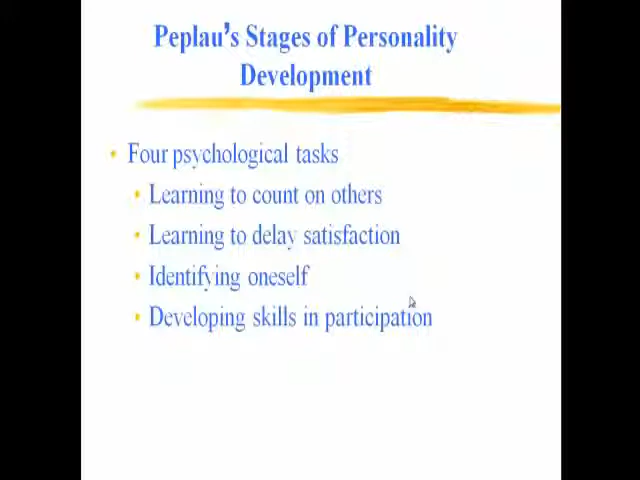 Peplau's Stages of Personality
Development
• Four psychological tasks
• Learning to count on others
• Learning to delay satisfaction
• Identifying oneself
• Developing skills in participation